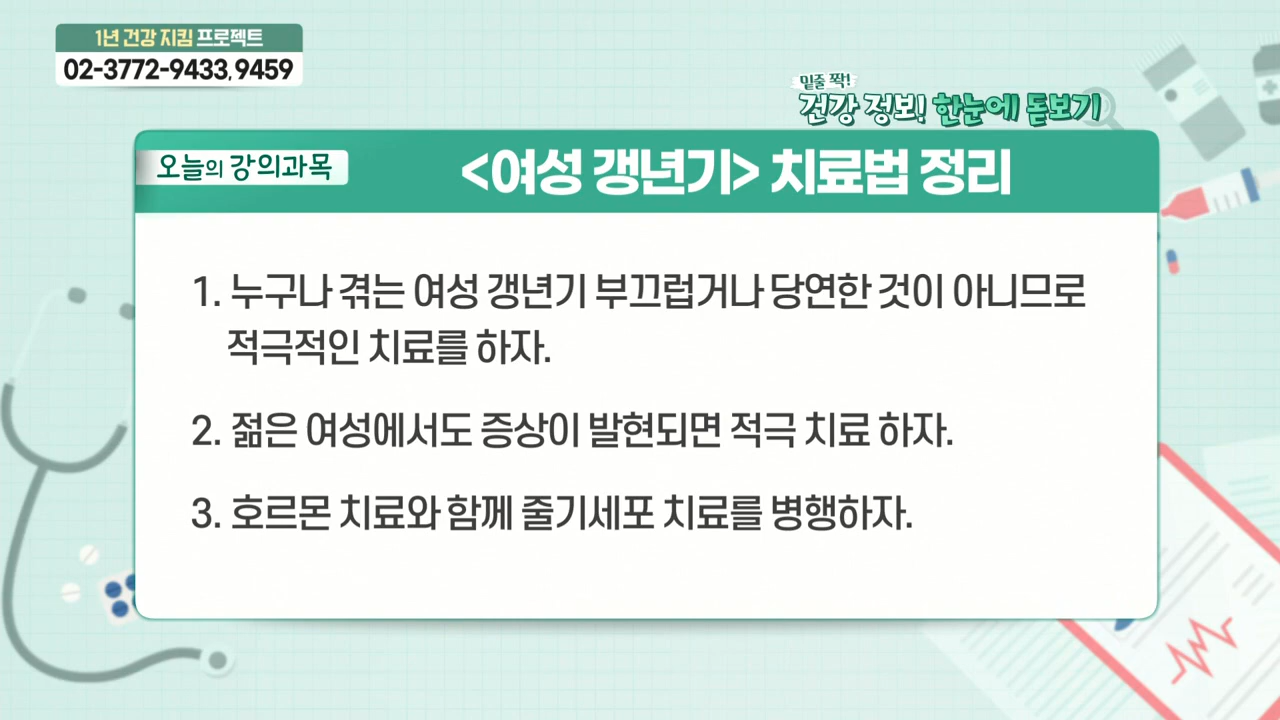 1년 건강 지킴 프로젝트
02-3772-9433, 9459
밑줄 쫙!
건강 정보! 한눈에 돋보기
오늘의 강의과목
<여성 갱년기> 치료법 정리
1. 누구나 겪는 여성 갱년기 부끄럽거나 당연한 것이 아니므로
적극적인 치료를 하자.
2. 젊은 여성에서도 증상이 발현되면 적극 치료 하자.
3. 호르몬 치료와 함께 줄기세포 치료를 병행하자.